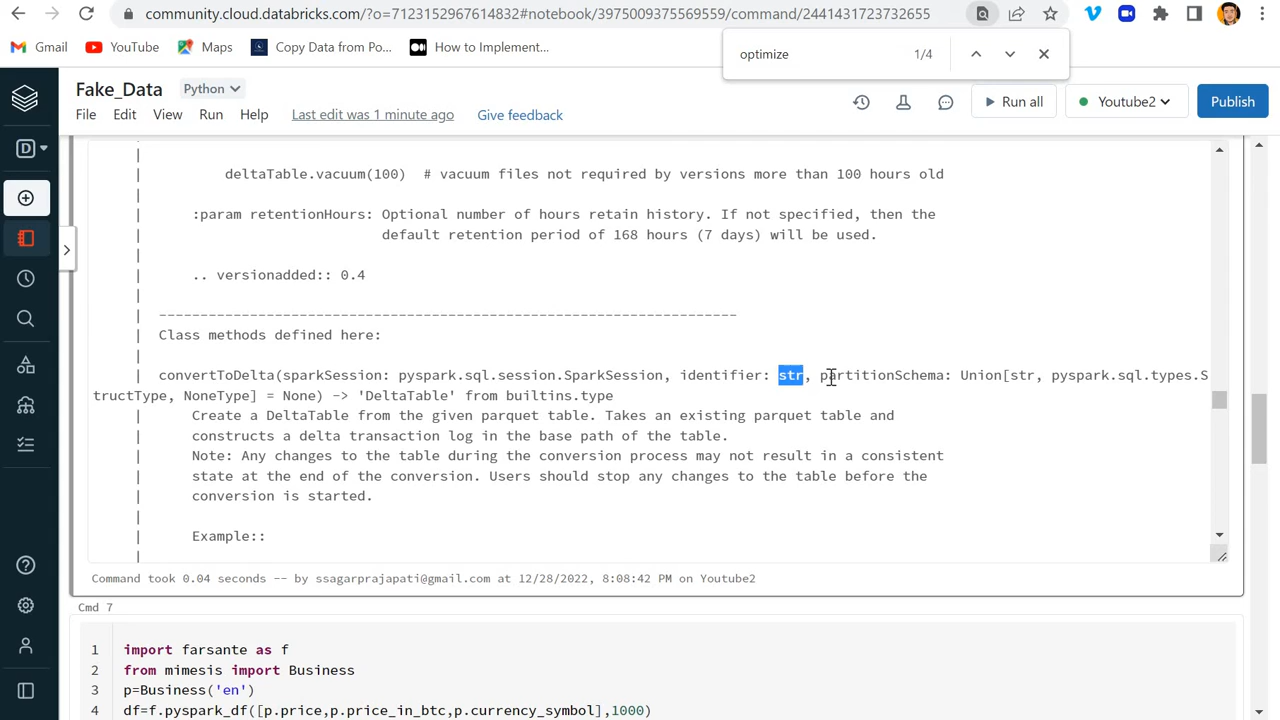 community.cloud.databricks.com/?o=7123152967614832#notebook/3975009375569559/command/2441431723732655
Gmail
YouTube
Maps
Copy Data from Po...
How to Implement...
optimize
1/4
Fake_Data
Python
File
Edit
View
Run
Help
Last edit was 1 minute ago
Give feedback
Run all
Youtube2
Publish
D
deltaTable.vacuum(100)  # vacuum files not required by versions more than 100 hours old
:param retentionHours: Optional number of hours retain history. If not specified, then the
default retention period of 168 hours (7 days) will be used.
.. versionadded:: 0.4
----------------------------------------------------------------------
Class methods defined here:
convertToDelta(sparkSession: pyspark.sql.session.SparkSession, identifier: str, partitionSchema: Union[str, pyspark.sql.types.S
tructType, NoneType] = None) -> 'DeltaTable' from builtins.type
Create a DeltaTable from the given parquet table. Takes an existing parquet table and
constructs a delta transaction log in the base path of the table.
Note: Any changes to the table during the conversion process may not result in a consistent
state at the end of the conversion. Users should stop any changes to the table before the
conversion is started.
Example::
Command took 0.04 seconds -- by ssagarprajapati@gmail.com at 12/28/2022, 8:08:42 PM on Youtube2
Cmd 7
1 import farsante as f
2 from mimesis import Business
3 p=Business('en')
4 df=f.pyspark_df([p.price,p.price_in_btc,p.currency_symbol],1000)